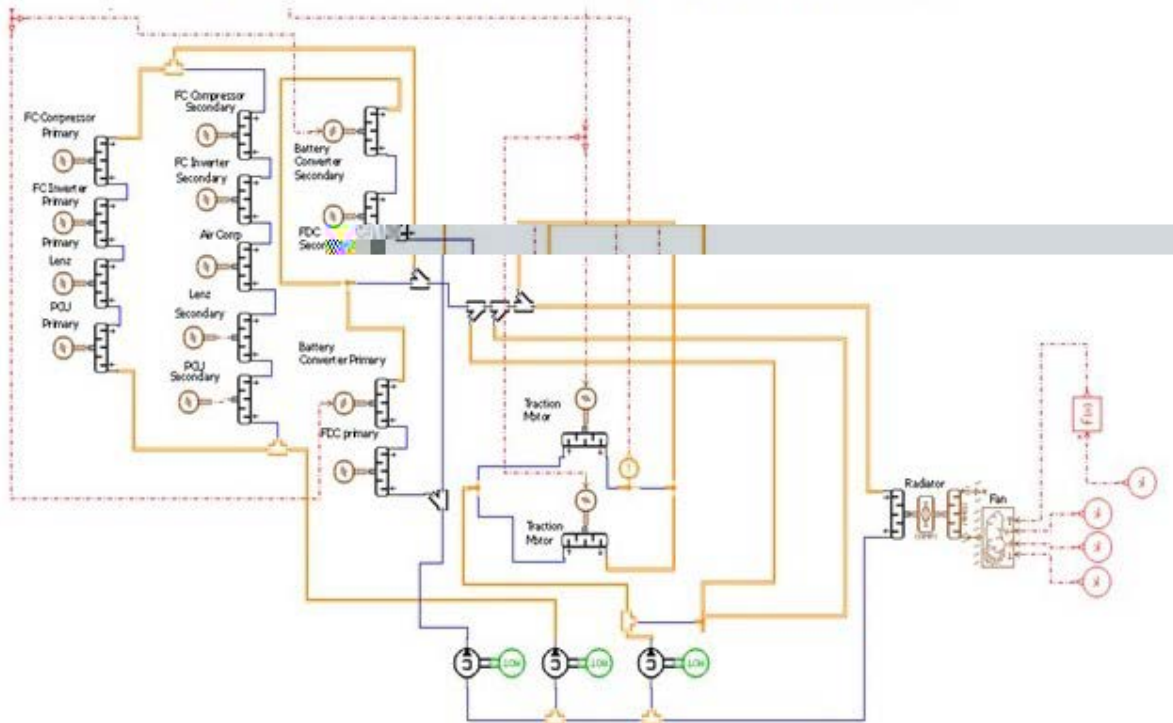 FC Compressor
Primary
FC Inverter
Primary
Primary
Lenz
PCU
Primary
FC Compressor
Secondary
FC Inverter
Secondary
Air Comp
Lenz
Secondary
PCU
Secondary
Battery
Converter
Secondary
FDC
Battery
Converter Primary
FDC primary
Traction
Motor
Traction
Motor
Radiator
Fan
f(x)